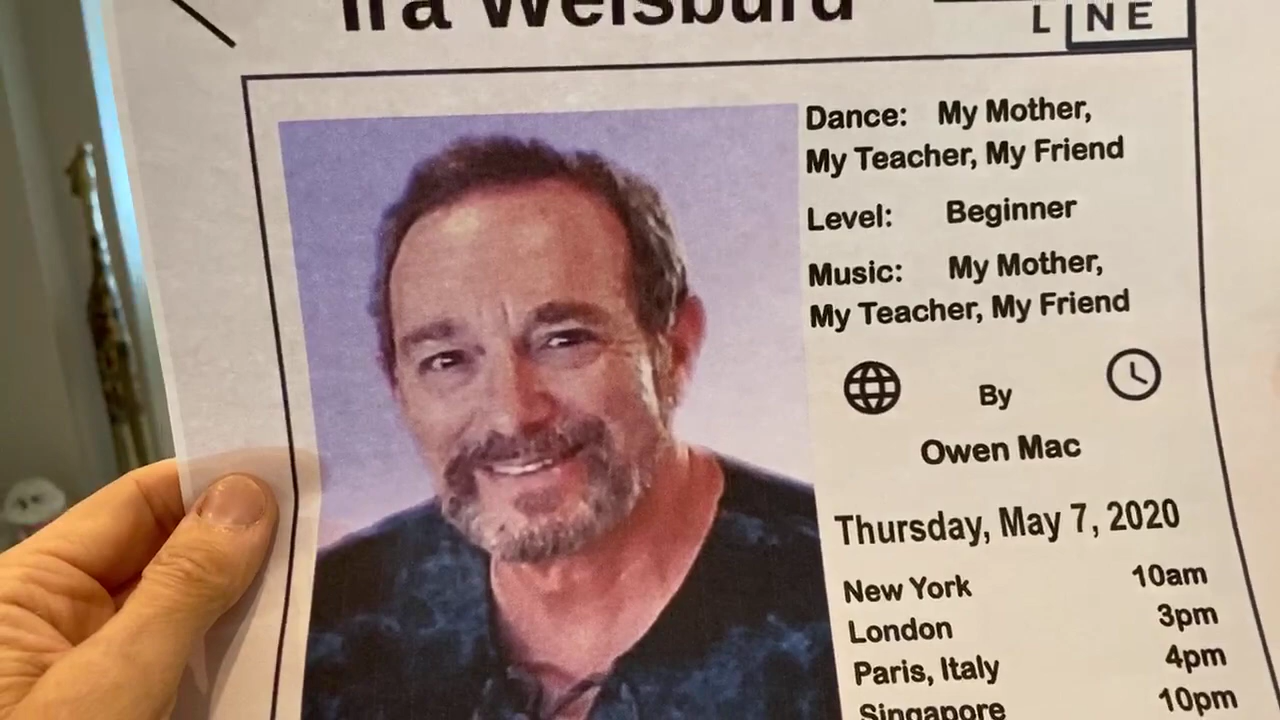 Ira Weisburd
LINE
Dance: My Mother,
My Teacher, My Friend
Level: Beginner
Music: My Mother,
My Teacher, My Friend
By
Owen Mac
Thursday, May 7, 2020
New York 10am
London 3pm
Paris, Italy 4pm
Singapore 10pm